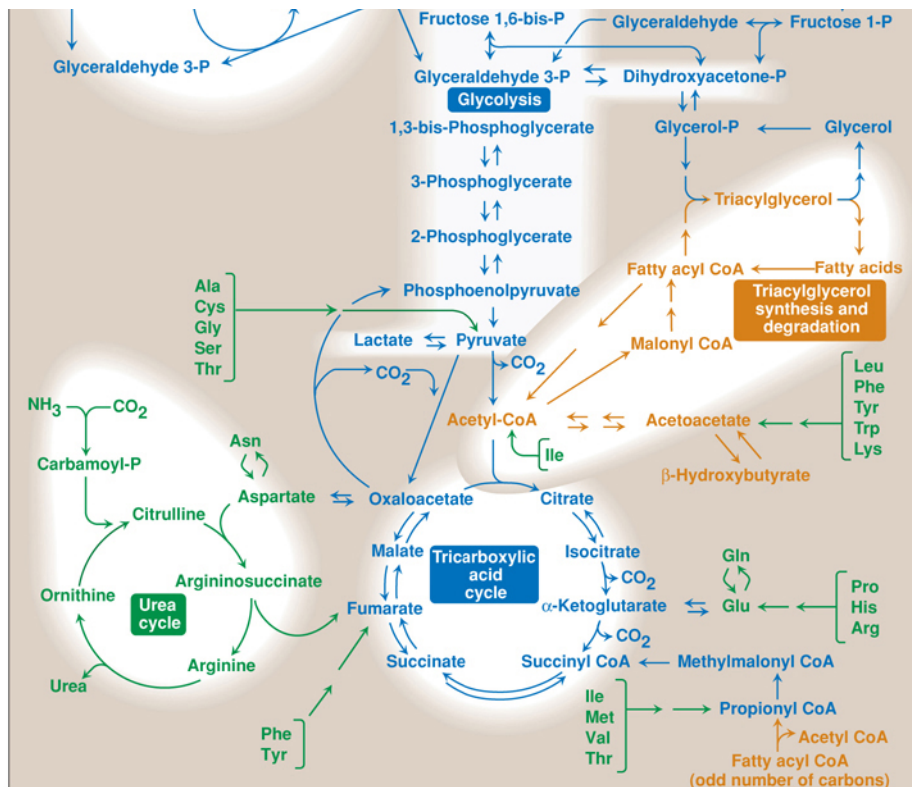 Fructose 1,6-bis-P
Glyceraldehyde
Fructose 1-P
Glyceraldehyde 3-P
Glyceraldehyde 3-P
Dihydroxyacetone-P
Glycolysis
1,3-bis-Phosphoglycerate
Glycerol-P
Glycerol
3-Phosphoglycerate
Triacylglycerol
2-Phosphoglycerate
Fatty acyl CoA
Fatty acids
Ala
Cys
Gly
Ser
Thr
Phosphoenolpyruvate
Triacylglycerol
synthesis and
degradation
Lactate
Pyruvate
Malonyl CoA
CO2
CO2
Leu
Phe
Tyr
Trp
Lys
NH3
CO2
Acetyl-CoA
Acetoacetate
Asn
Ile
Carbamoyl-P
β-Hydroxybutyrate
Aspartate
Oxaloacetate
Citrate
Citrulline
Malate
Tricarboxylic
acid
cycle
Isocitrate
Gln
CO2
Argininosuccinate
Ornithine
Urea
cycle
Fumarate
α-Ketoglutarate
Glu
Pro
His
Arg
CO2
Arginine
Succinate
Succinyl CoA
Methylmalonyl CoA
Urea
Ile
Met
Val
Thr
Propionyl CoA
Phe
Tyr
Acetyl CoA
Fatty acyl CoA
(odd number of carbons)